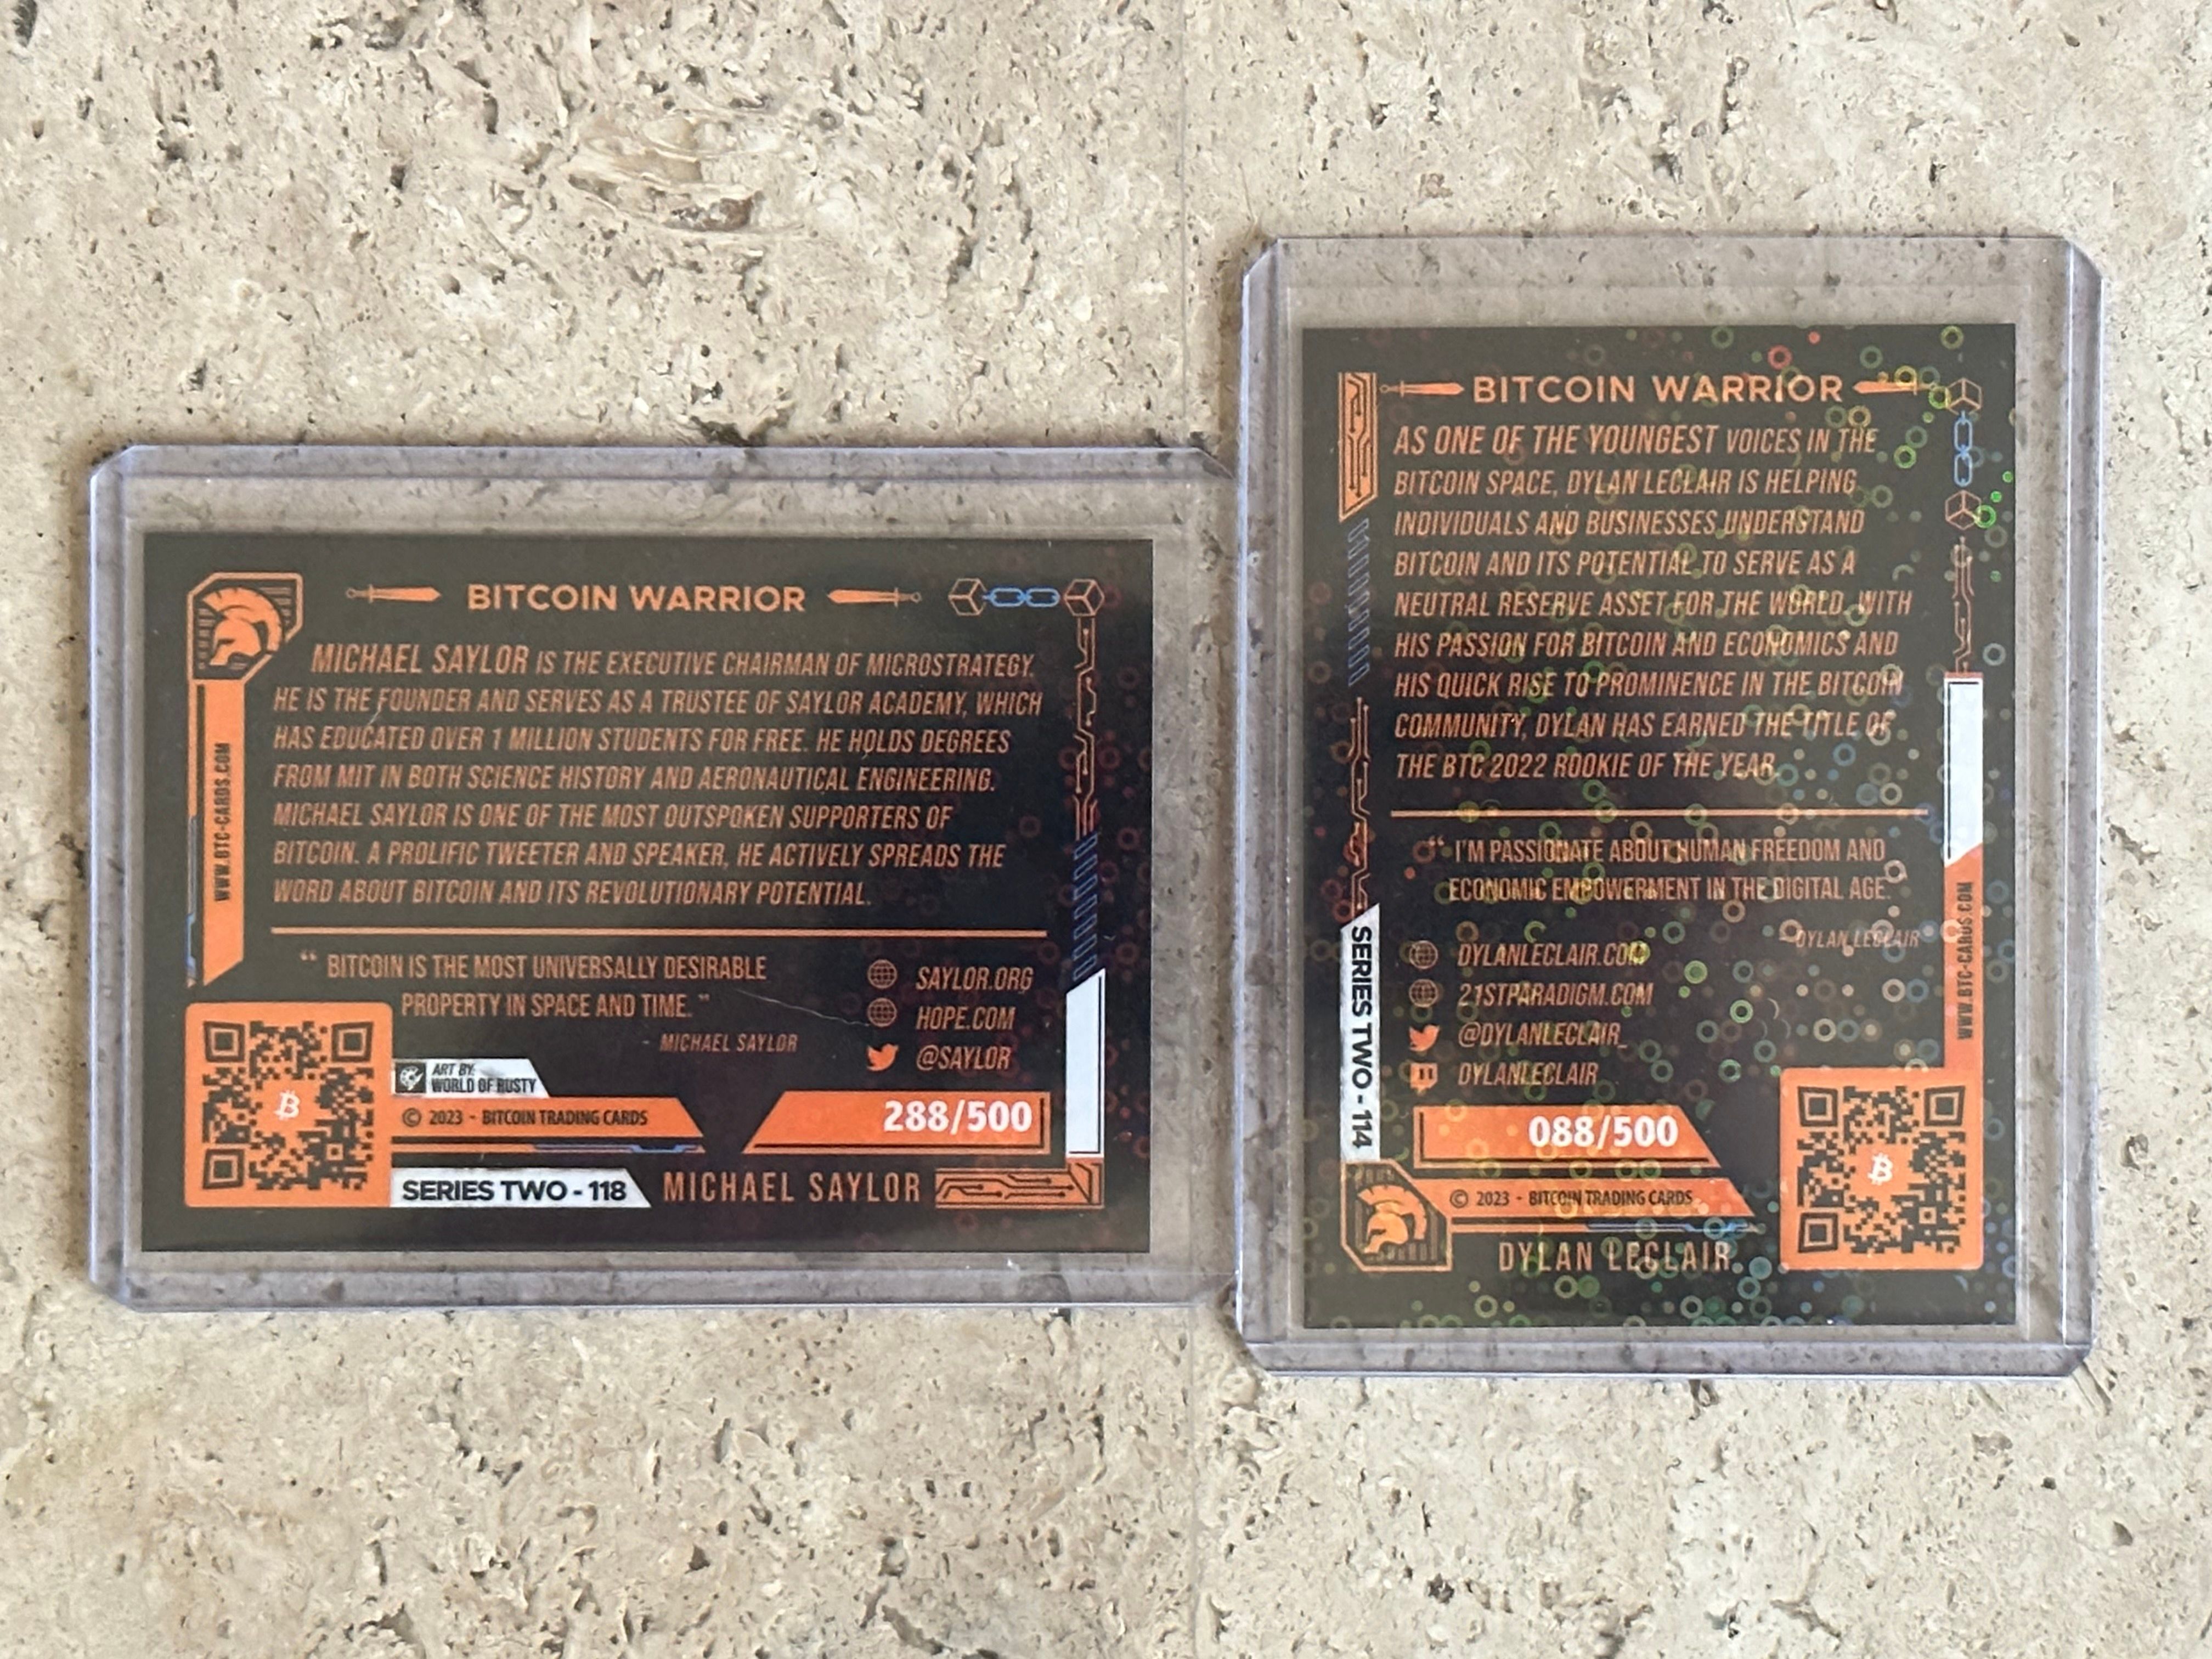 BITCOIN WARRIOR
MICHAEL SAYLOR IS THE EXECUTIVE CHAIRMAN OF MICROSTRATEGY.
HE IS THE FOUNDER AND SERVES AS A TRUSTEE OF SAYLOR ACADEMY, WHICH
HAS EDUCATED OVER 1 MILLION STUDENTS FOR FREE. HE HOLDS DEGREES
FROM MIT IN BOTH SCIENCE HISTORY AND AERONAUTICAL ENGINEERING.
MICHAEL SAYLOR IS ONE OF THE MOST OUTSPOKEN SUPPORTERS OF
BITCOIN. A PROLIFIC TWEETER AND SPEAKER, HE ACTIVELY SPREADS THE
WORD ABOUT BITCOIN AND ITS REVOLUTIONARY POTENTIAL.
WWW.BTC-CARDS.COM
“ BITCOIN IS THE MOST UNIVERSALLY DESIRABLE
PROPERTY IN SPACE AND TIME. ”
- MICHAEL SAYLOR
SAYLOR.ORG
HOPE.COM
@SAYLOR
ART BY:
WORLD OF RUSTY
© 2023 - BITCOIN TRADING CARDS
288/500
SERIES TWO - 118
MICHAEL SAYLOR
BITCOIN WARRIOR
AS ONE OF THE YOUNGEST VOICES IN THE
BITCOIN SPACE, DYLAN LECLAIR IS HELPING
INDIVIDUALS AND BUSINESSES UNDERSTAND
BITCOIN AND ITS POTENTIAL TO SERVE AS A
NEUTRAL RESERVE ASSET FOR THE WORLD. WITH
HIS PASSION FOR BITCOIN AND ECONOMICS AND
HIS QUICK RISE TO PROMINENCE IN THE BITCOIN
COMMUNITY, DYLAN HAS EARNED THE TITLE OF
THE BTC 2022 ROOKIE OF THE YEAR.
“ I'M PASSIONATE ABOUT HUMAN FREEDOM AND
ECONOMIC EMPOWERMENT IN THE DIGITAL AGE.”
- DYLAN LECLAIR
DYLANLECLAIR.COM
21STPARADIGM.COM
@DYLANLECLAIR_
DYLANLECLAIR
WWW.BTC-CARDS.COM
SERIES TWO - 114
088/500
© 2023 - BITCOIN TRADING CARDS
DYLAN LECLAIR